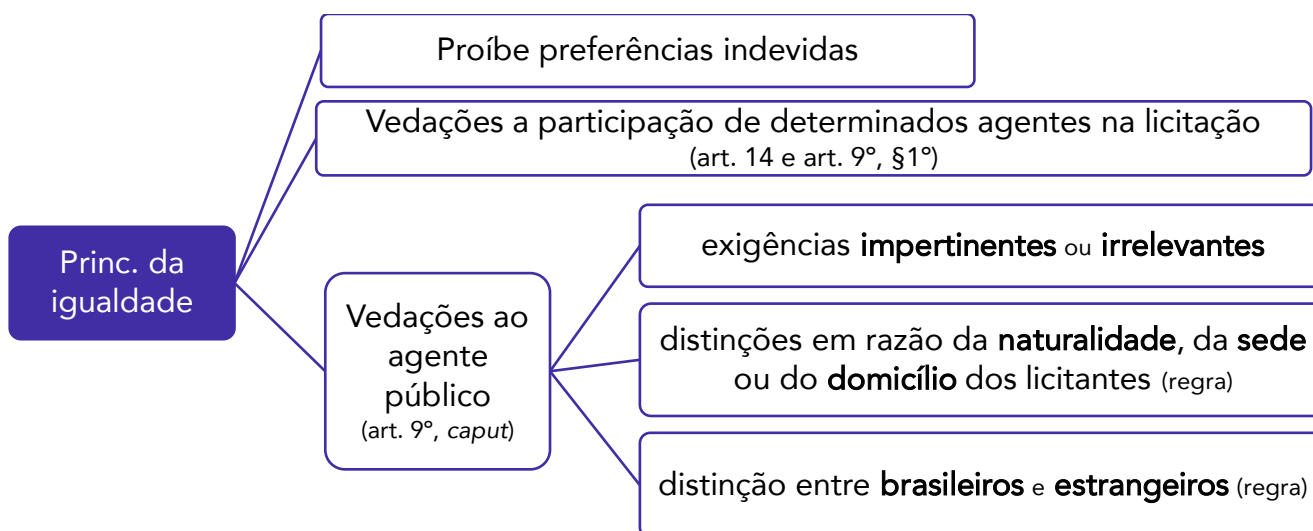 Proíbe preferências indevidas
Vedações a participação de determinados agentes na licitação
(art. 14 e art. 9º, §1º)
Princ. da
igualdade
Vedações ao
agente
público
(art. 9º, caput)
exigências impertinentes ou irrelevantes
distinções em razão da naturalidade, da sede
ou do domicílio dos licitantes (regra)
distinção entre brasileiros e estrangeiros (regra)